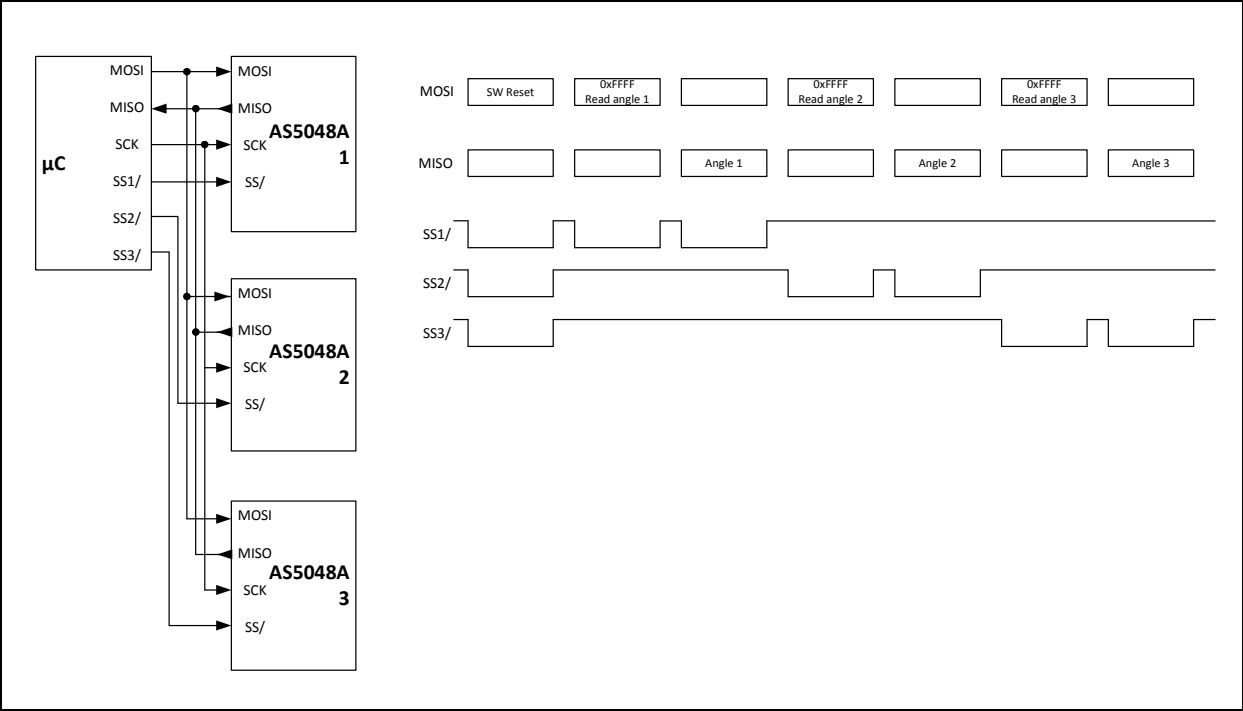 µC
MOSI
MISO
SCK
SS1/
SS2/
SS3/
MOSI
MISO
SCK
SS/
AS5048A
1
MOSI
MISO
SCK
SS/
AS5048A
2
MOSI
MISO
SCK
SS/
AS5048A
3
MOSI
SW Reset
0xFFFF
Read angle 1
0xFFFF
Read angle 2
0xFFFF
Read angle 3
MISO
Angle 1
Angle 2
Angle 3
SS1/
SS2/
SS3/